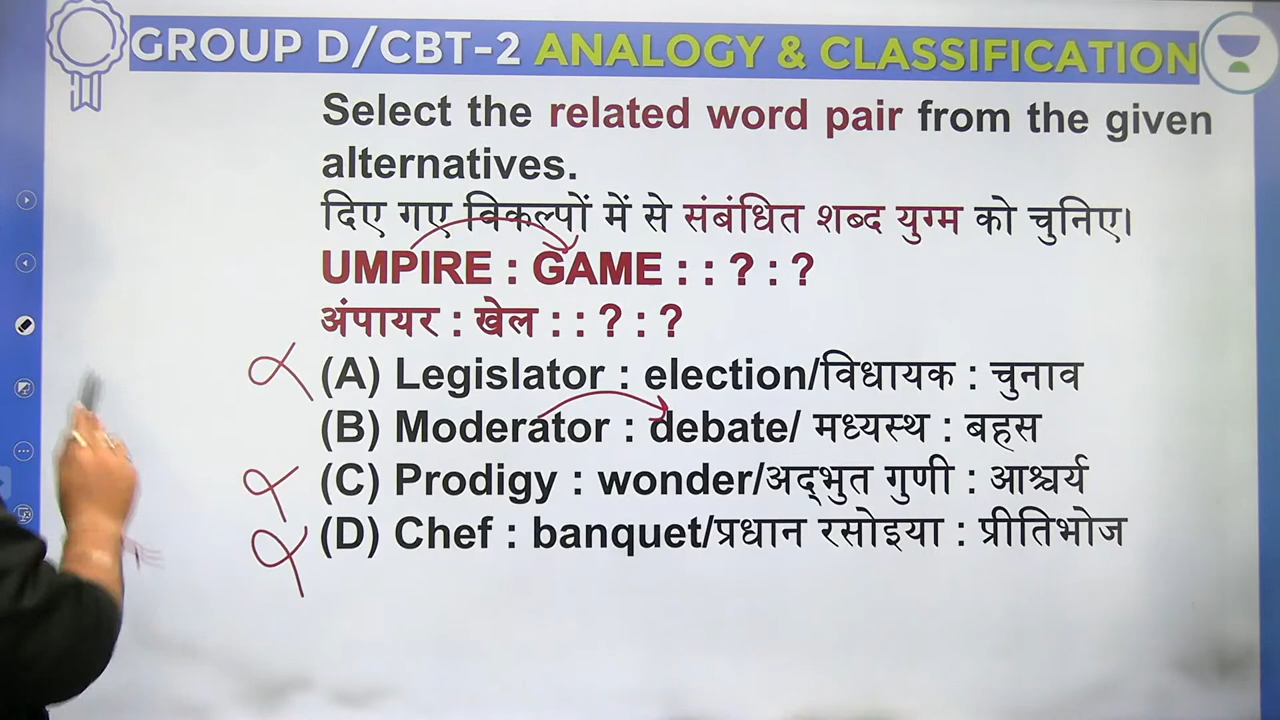 GROUP D/CBT-2 ANALOGY & CLASSIFICATION
Select the related word pair from the given
alternatives.
दिए गए विकल्पों में से संबंधित शब्द युग्म को चुनिए।
UMPIRE : GAME : : ? : ?
अंपायर : खेल : : ? : ?
(A) Legislator : election/विधायक : चुनाव
(B) Moderator : debate/ मध्यस्थ : बहस
(C) Prodigy : wonder/अद्भुत गुणी : आश्चर्य
(D) Chef : banquet/प्रधान रसोइया : प्रीतिभोज